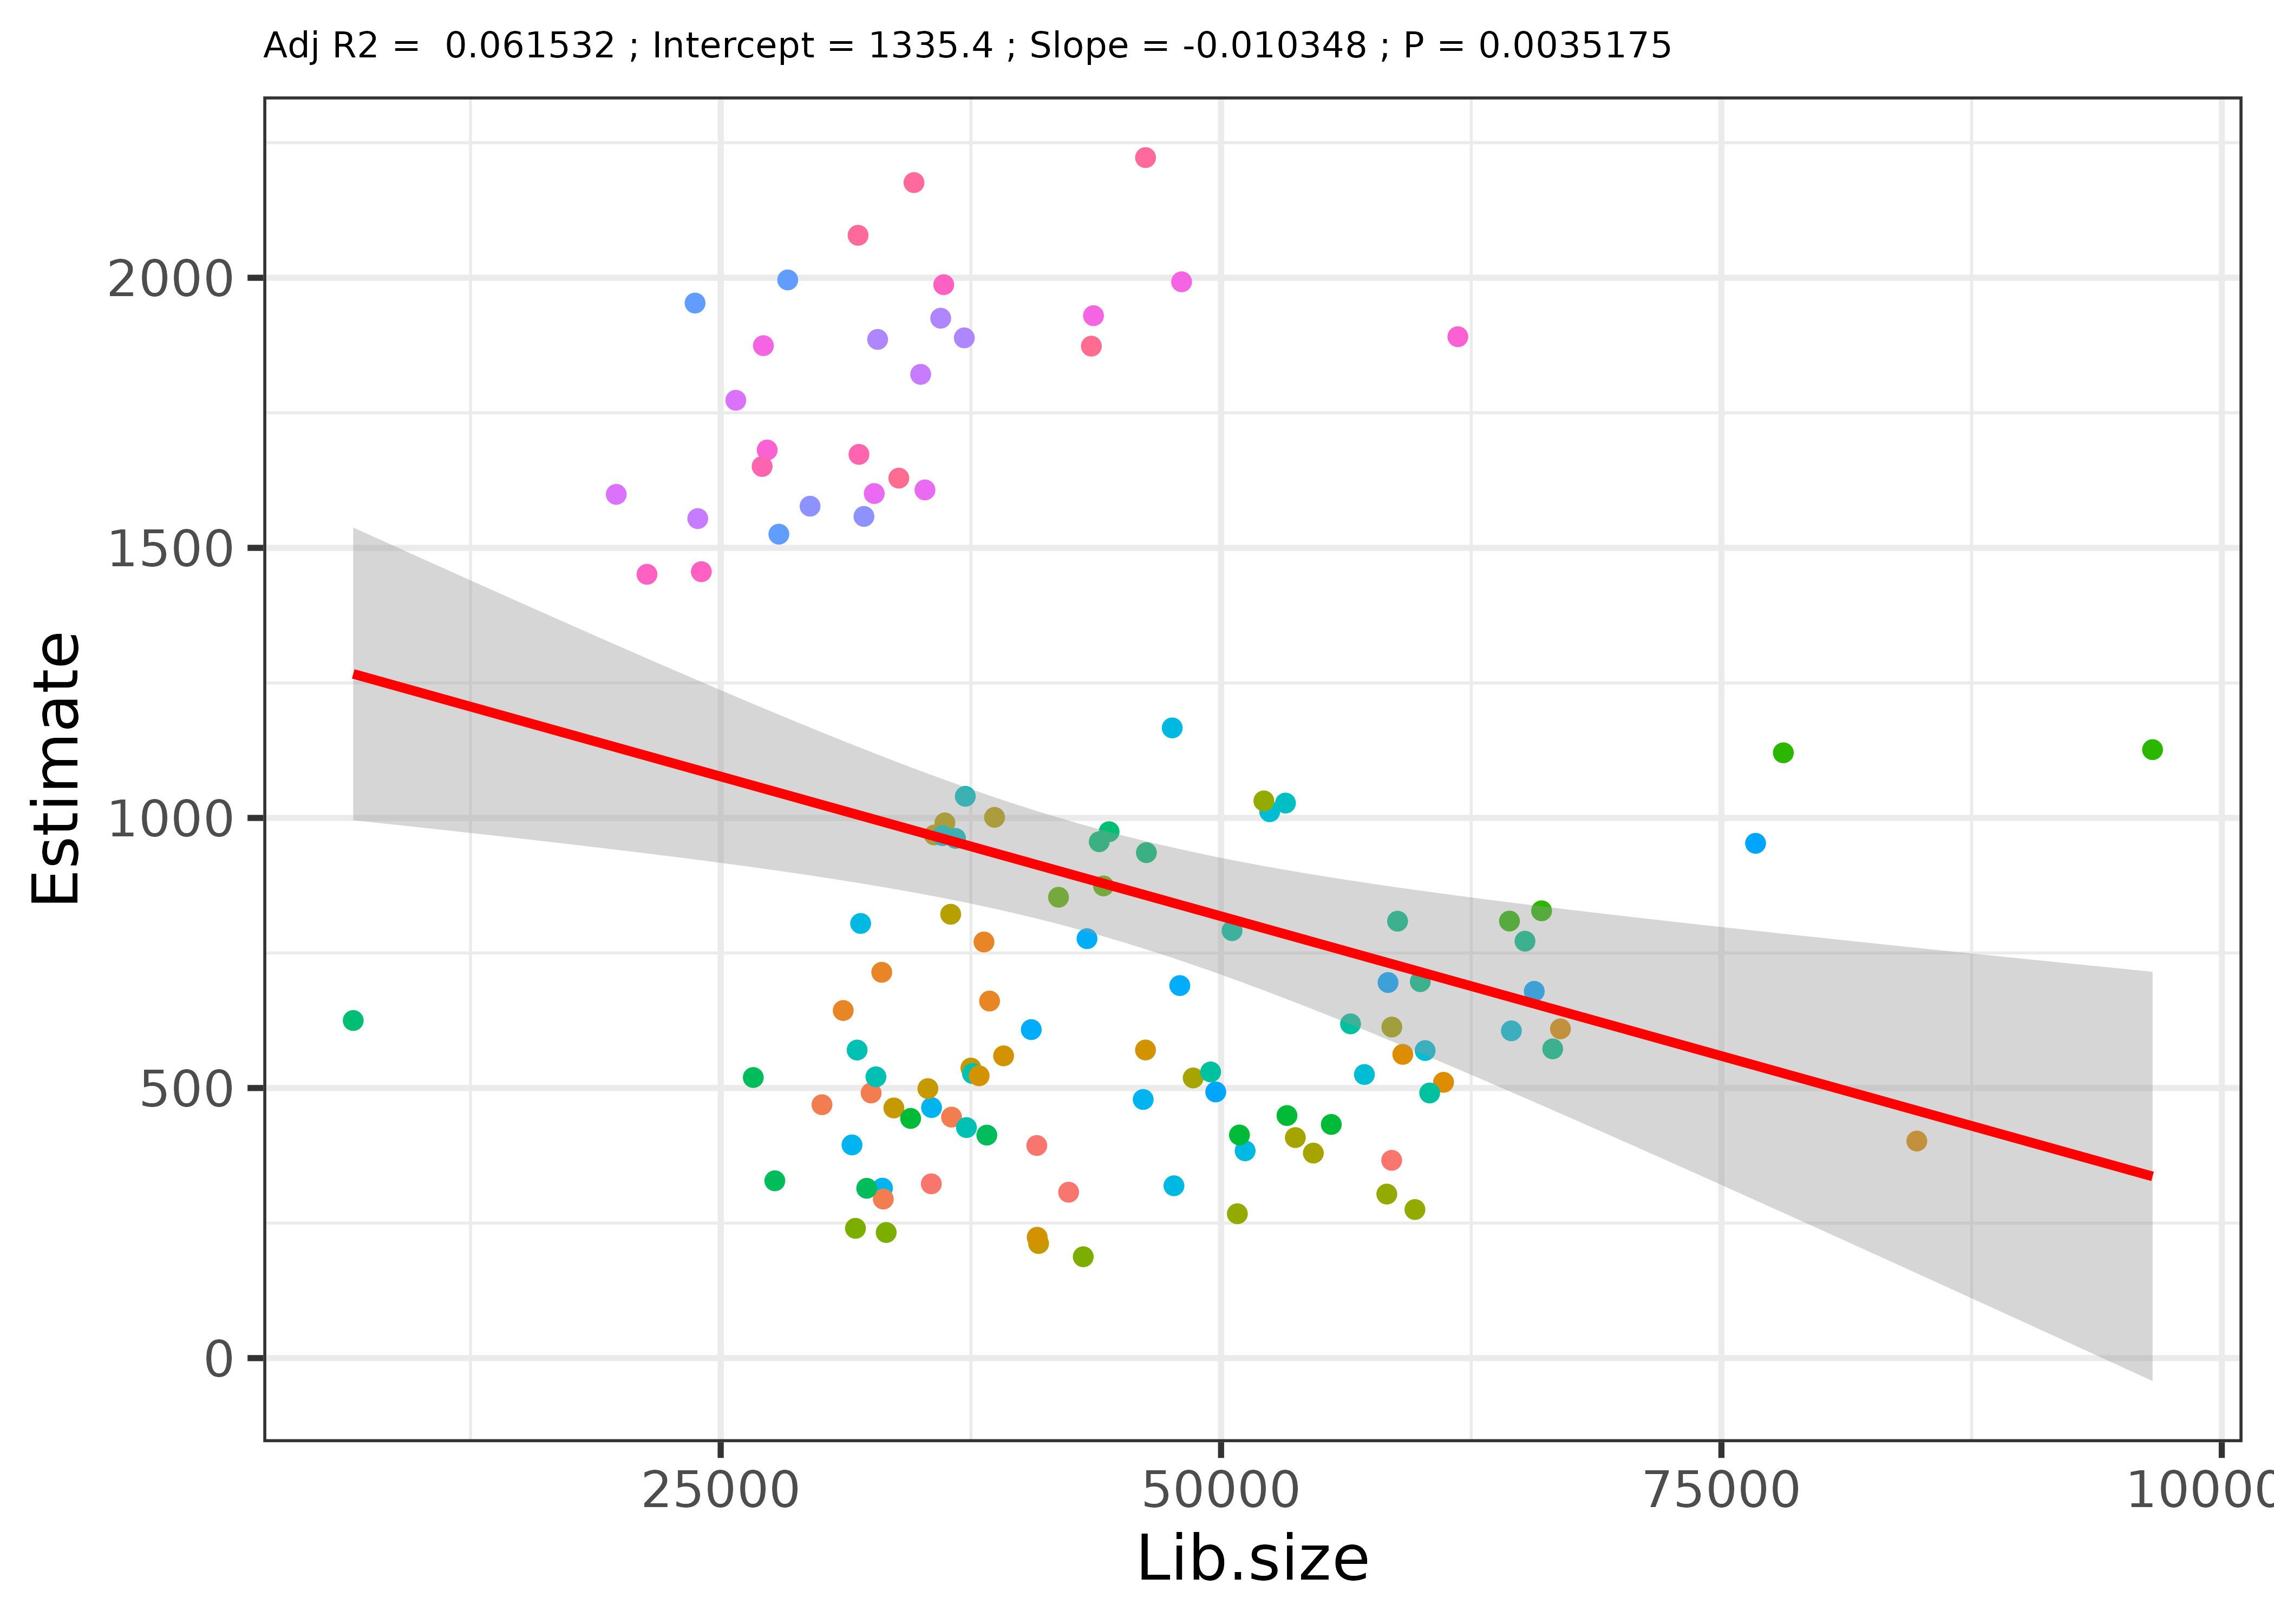 Adj R2 =  0.061532 ; Intercept = 1335.4 ; Slope = -0.010348 ; P = 0.0035175
Estimate
2000
1500
1000
500
0
25000 50000 75000 10000
Lib.size